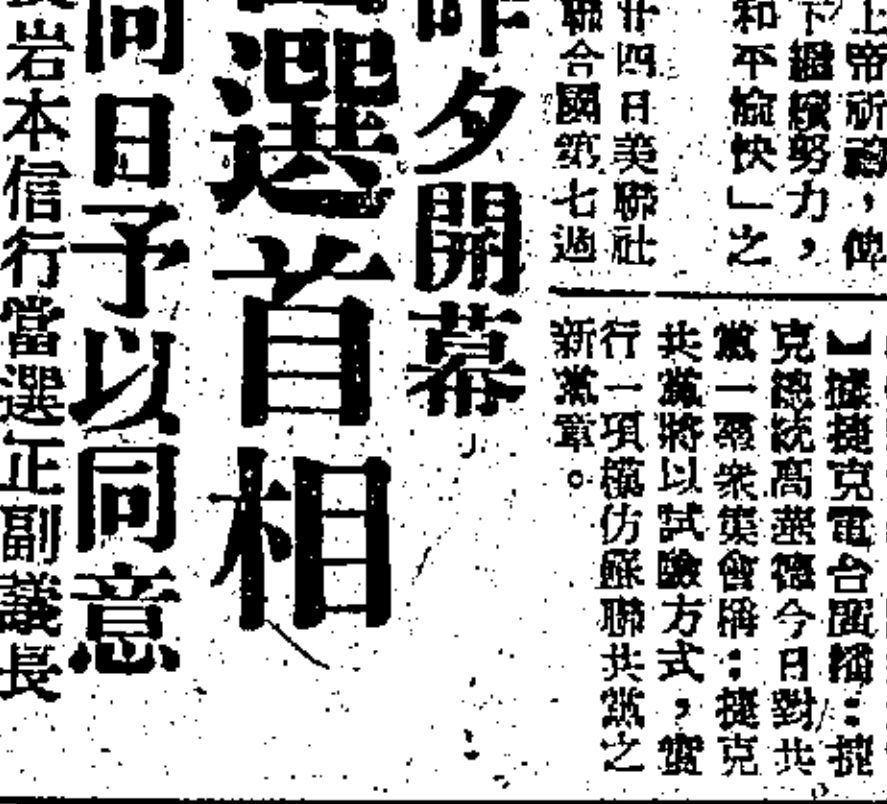 上帝祈禱，俾
下繼續努力，
和平愉快」之
廿四日美聯社
聯合國第七週
】據捷克電台廣播：捷
克總統高德華今日對共
黨一羣眾集會稱：捷克
共黨將以試驗方式，實
行一項模仿蘇聯共黨之
新黨章。
昨夕開幕
選首相
同日予以同意
岩本信行當選正副議長